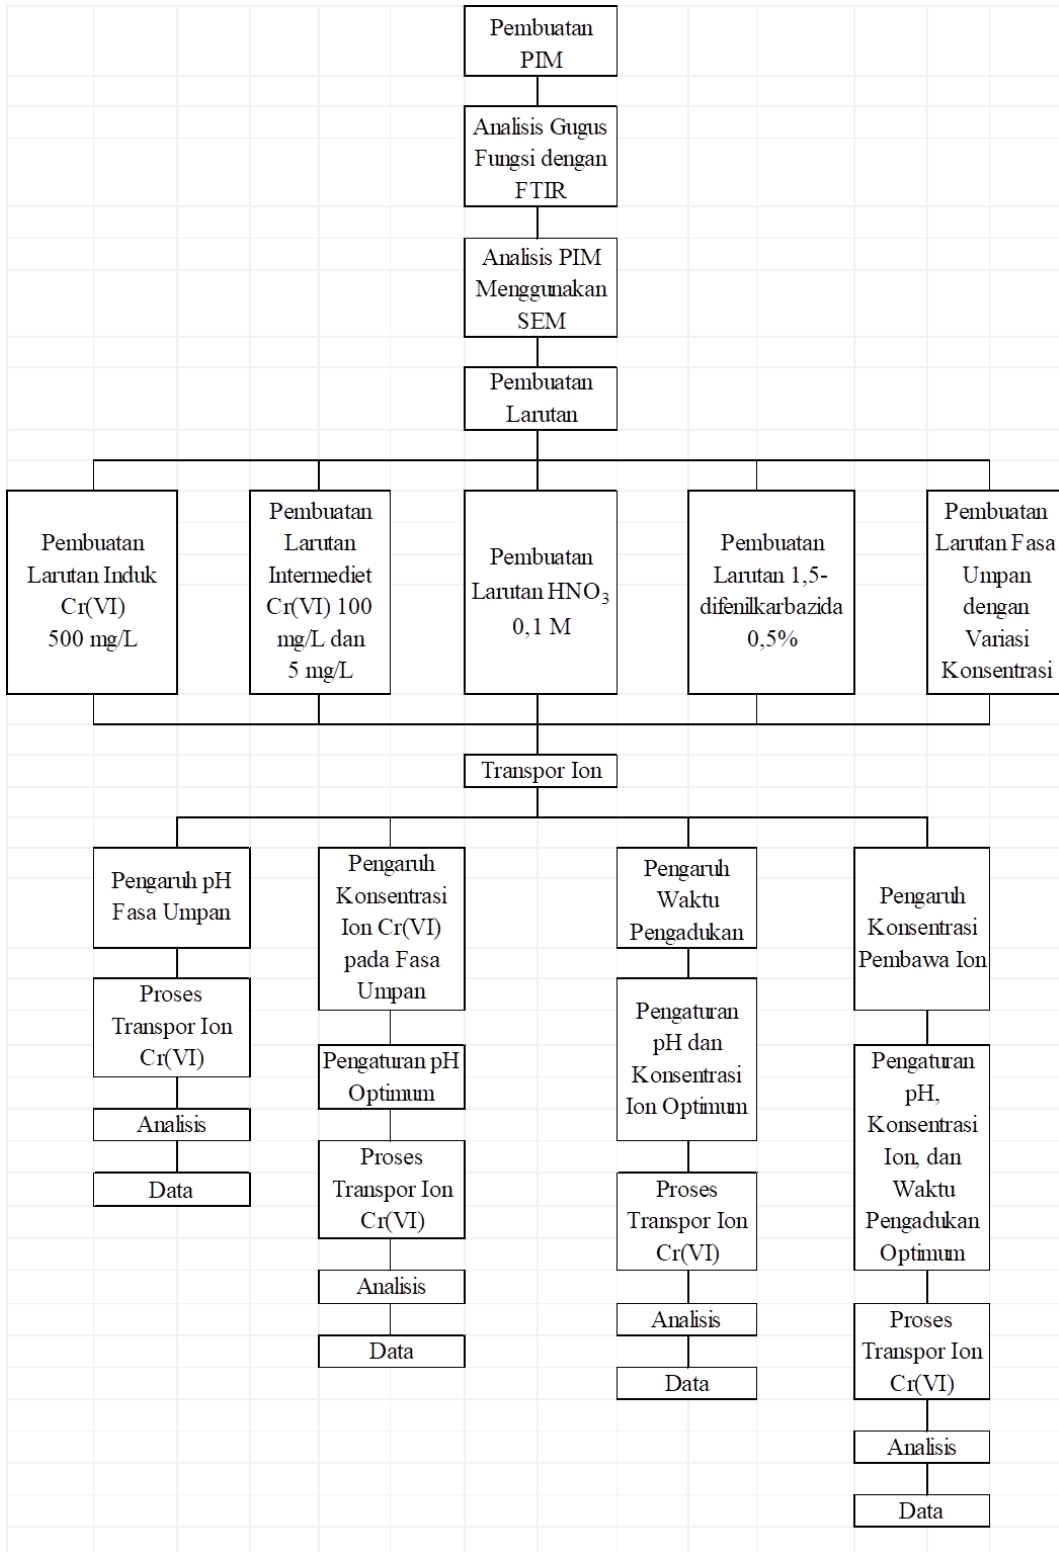 Pembuatan
PIM
Analisis Gugus
Fungsi dengan
FTIR
Analisis PIM
Menggunakan
SEM
Pembuatan
Larutan
Pembuatan
Larutan Induk
Cr(VI)
500 mg/L
Pembuatan
Larutan
Intermediet
Cr(VI) 100
mg/L dan
5 mg/L
Pembuatan
Larutan HNO₃
0,1 M
Pembuatan
Larutan 1,5-
difenilkarbazida
0,5%
Pembuatan
Larutan Fasa
Umpan
dengan
Variasi
Konsentrasi
Transpor Ion
Pengaruh pH
Fasa Umpan
Proses
Transpor Ion
Cr(VI)
Analisis
Data
Pengaruh
Konsentrasi
Ion Cr(VI)
pada Fasa
Umpan
Pengaturan pH
Optimum
Proses
Transpor Ion
Cr(VI)
Analisis
Data
Pengaruh
Waktu
Pengadukan
Pengaturan
pH dan
Konsentrasi
Ion Optimum
Proses
Transpor Ion
Cr(VI)
Analisis
Data
Pengaruh
Konsentrasi
Pembawa Ion
Pengaturan
pH,
Konsentrasi
Ion, dan
Waktu
Pengadukan
Optimum
Proses
Transpor Ion
Cr(VI)
Analisis
Data